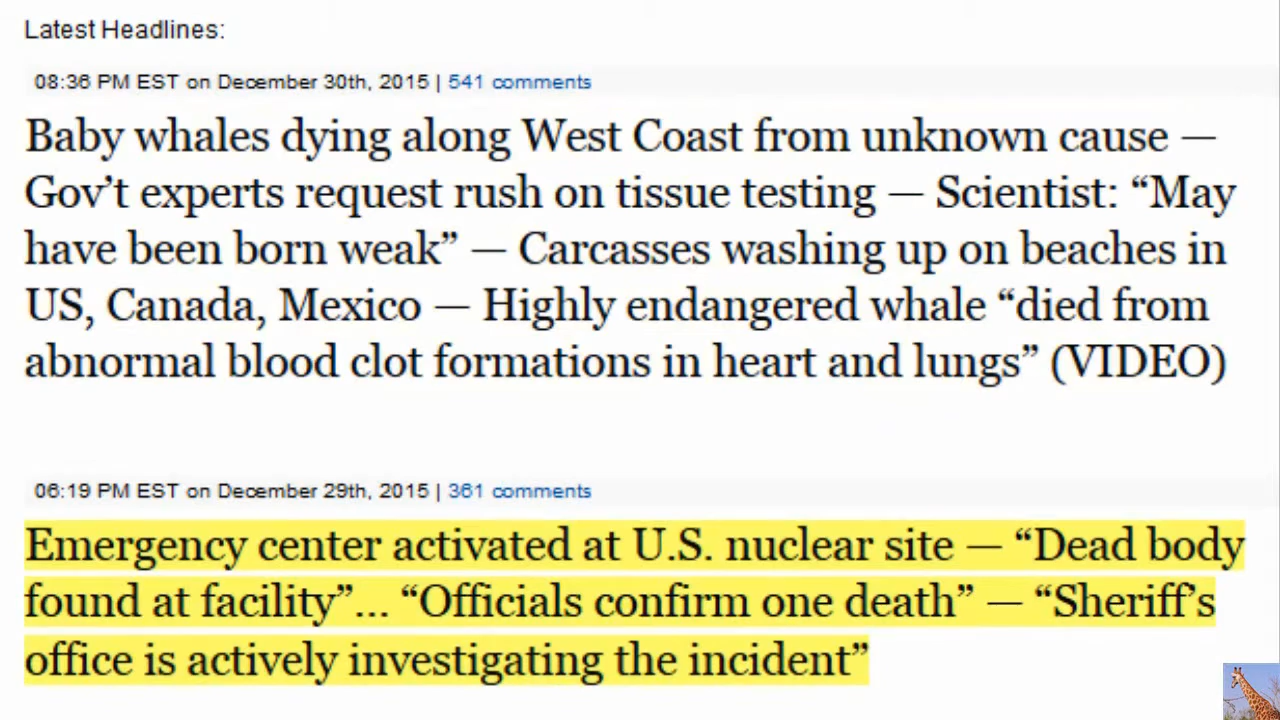 Latest Headlines:
08:36 PM EST on December 30th, 2015 | 541 comments
Baby whales dying along West Coast from unknown cause —
Gov’t experts request rush on tissue testing — Scientist: “May
have been born weak” — Carcasses washing up on beaches in
US, Canada, Mexico — Highly endangered whale “died from
abnormal blood clot formations in heart and lungs” (VIDEO)
06:19 PM EST on December 29th, 2015 | 361 comments
Emergency center activated at U.S. nuclear site — “Dead body
found at facility”... “Officials confirm one death” — “Sheriff’s
office is actively investigating the incident”